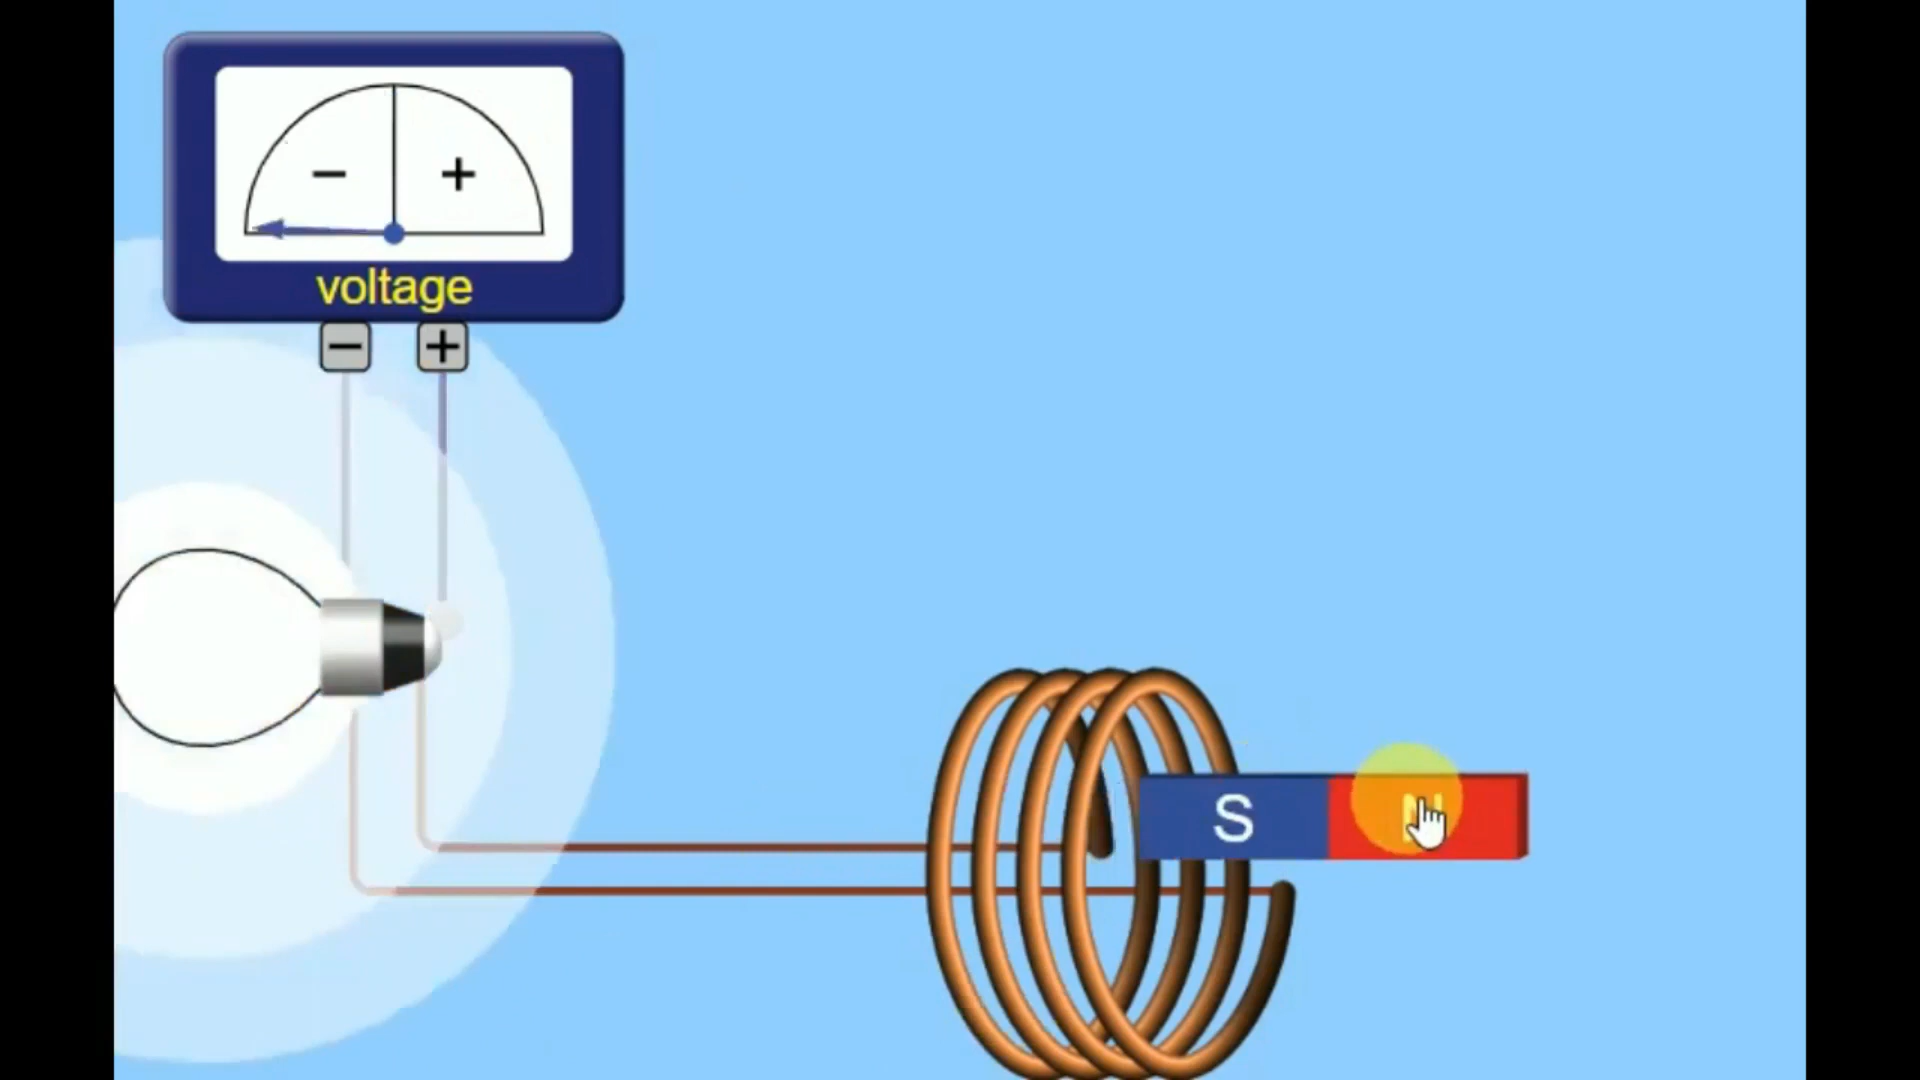 − +
voltage
− +
S N